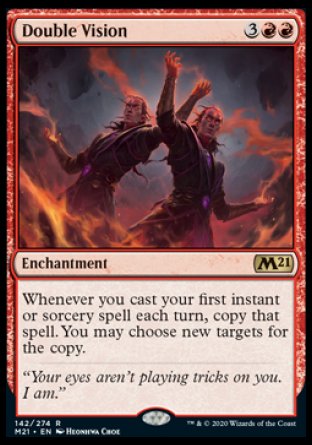 Double Vision 3
Enchantment M21
Whenever you cast your first instant
or sorcery spell each turn, copy that
spell. You may choose new targets for
the copy.
“Your eyes aren’t playing tricks on you.
I am.”
142/274 R
M21 • EN Heonhwa Choe ™ & © 2020 Wizards of the Coast